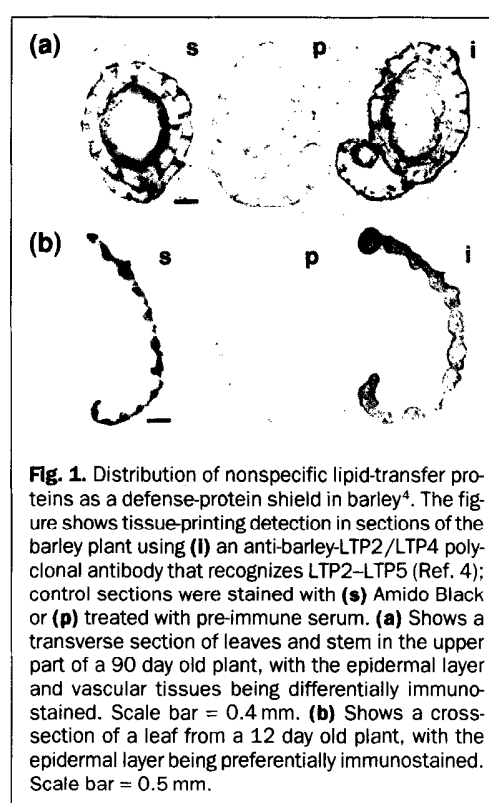 (a) s p i
(b) s p i
Fig. 1. Distribution of nonspecific lipid-transfer pro-
teins as a defense-protein shield in barley⁴. The fig-
ure shows tissue-printing detection in sections of the
barley plant using (i) an anti-barley-LTP2/LTP4 poly-
clonal antibody that recognizes LTP2–LTP5 (Ref. 4);
control sections were stained with (s) Amido Black
or (p) treated with pre-immune serum. (a) Shows a
transverse section of leaves and stem in the upper
part of a 90 day old plant, with the epidermal layer
and vascular tissues being differentially immuno-
stained. Scale bar = 0.4 mm. (b) Shows a cross-
section of a leaf from a 12 day old plant, with the
epidermal layer being preferentially immunostained.
Scale bar = 0.5 mm.